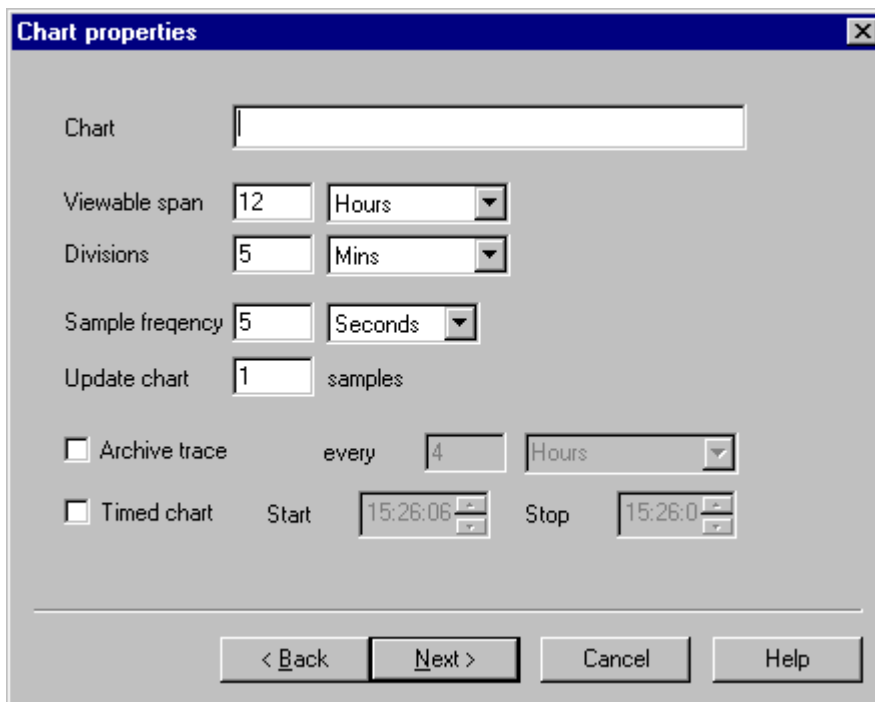 Chart properties
Chart
Viewable span 12 Hours
Divisions 5 Mins
Sample freqency 5 Seconds
Update chart 1 samples
Archive trace every 4 Hours
Timed chart Start 15:26:06 Stop 15:26:0
< Back Next > Cancel Help